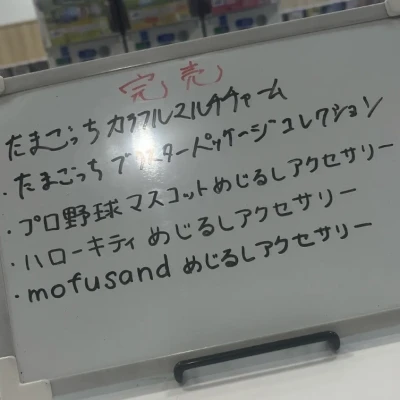 完売
たまごっち カラフルマルチチャーム
・たまごっち ブリスターパッケージコレクション
・プロ野球マスコットめじるしアクセサリー
・ハローキティ めじるしアクセサリー
・mofusand めじるしアクセサリー